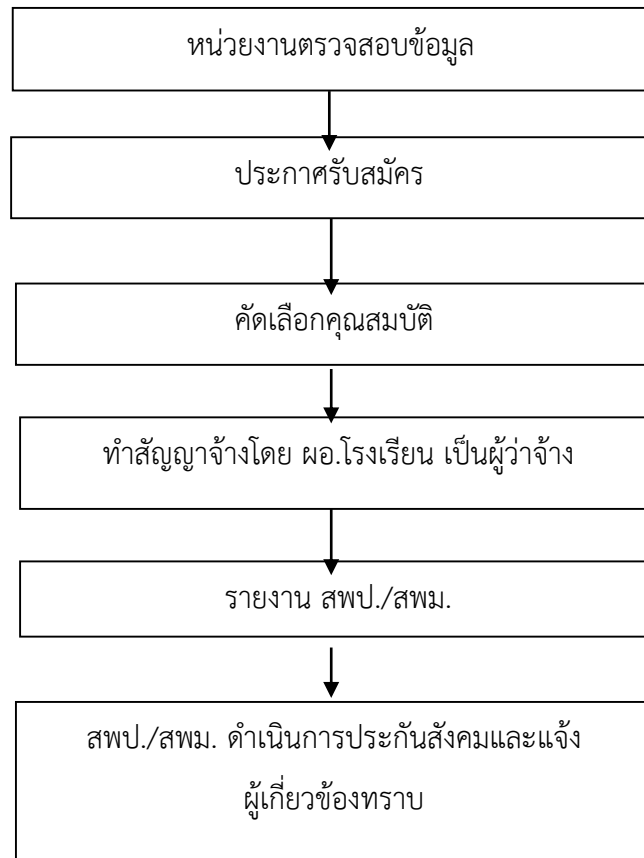 หน่วยงานตรวจสอบข้อมูล
ประกาศรับสมัคร
คัดเลือกคุณสมบัติ
ทำสัญญาจ้างโดย ผอ.โรงเรียน เป็นผู้ว่าจ้าง
รายงาน สพป./สพม.
สพป./สพม. ดำเนินการประกันสังคมและแจ้ง
ผู้เกี่ยวข้องทราบ